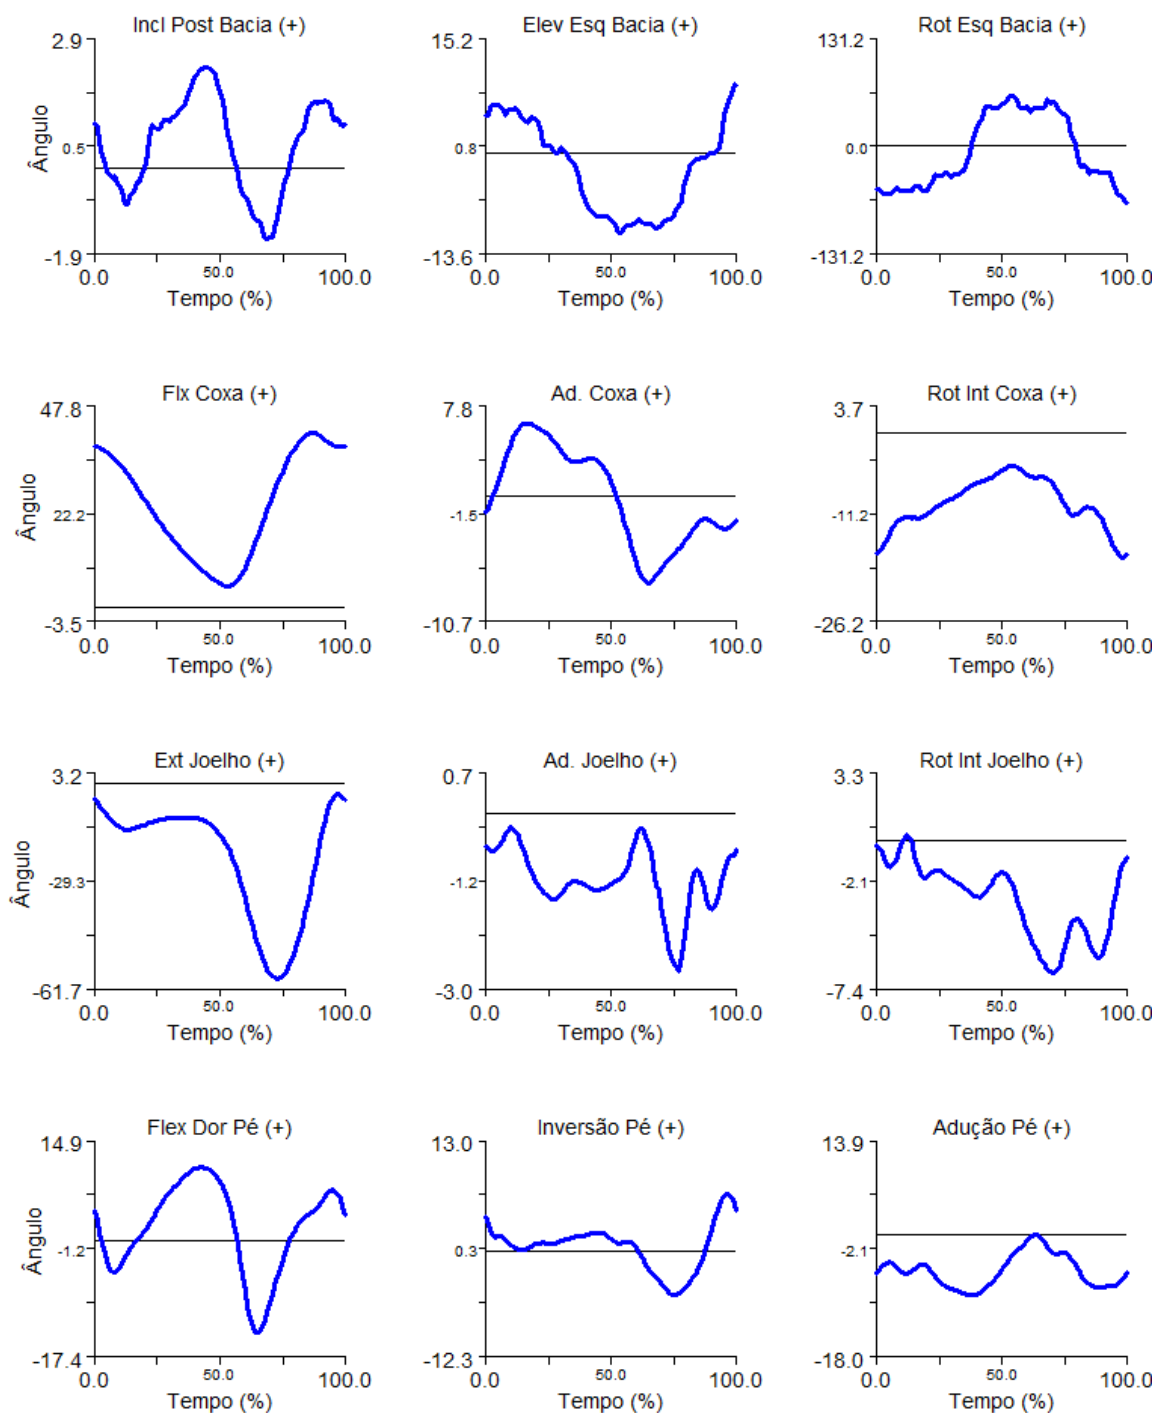 Incl Post Bacia (+)
2.9
0.5
-1.9
Ângulo
0.0 50.0 100.0
Tempo (%)
Elev Esq Bacia (+)
15.2
0.8
-13.6
0.0 50.0 100.0
Tempo (%)
Rot Esq Bacia (+)
131.2
0.0
-131.2
0.0 50.0 100.0
Tempo (%)
Flx Coxa (+)
47.8
22.2
-3.5
Ângulo
0.0 50.0 100.0
Tempo (%)
Ad. Coxa (+)
7.8
-1.5
-10.7
0.0 50.0 100.0
Tempo (%)
Rot Int Coxa (+)
3.7
-11.2
-26.2
0.0 50.0 100.0
Tempo (%)
Ext Joelho (+)
3.2
-29.3
-61.7
Ângulo
0.0 50.0 100.0
Tempo (%)
Ad. Joelho (+)
0.7
-1.2
-3.0
0.0 50.0 100.0
Tempo (%)
Rot Int Joelho (+)
3.3
-2.1
-7.4
0.0 50.0 100.0
Tempo (%)
Flex Dor Pé (+)
14.9
-1.2
-17.4
Ângulo
0.0 50.0 100.0
Tempo (%)
Inversão Pé (+)
13.0
0.3
-12.3
0.0 50.0 100.0
Tempo (%)
Adução Pé (+)
13.9
-2.1
-18.0
0.0 50.0 100.0
Tempo (%)